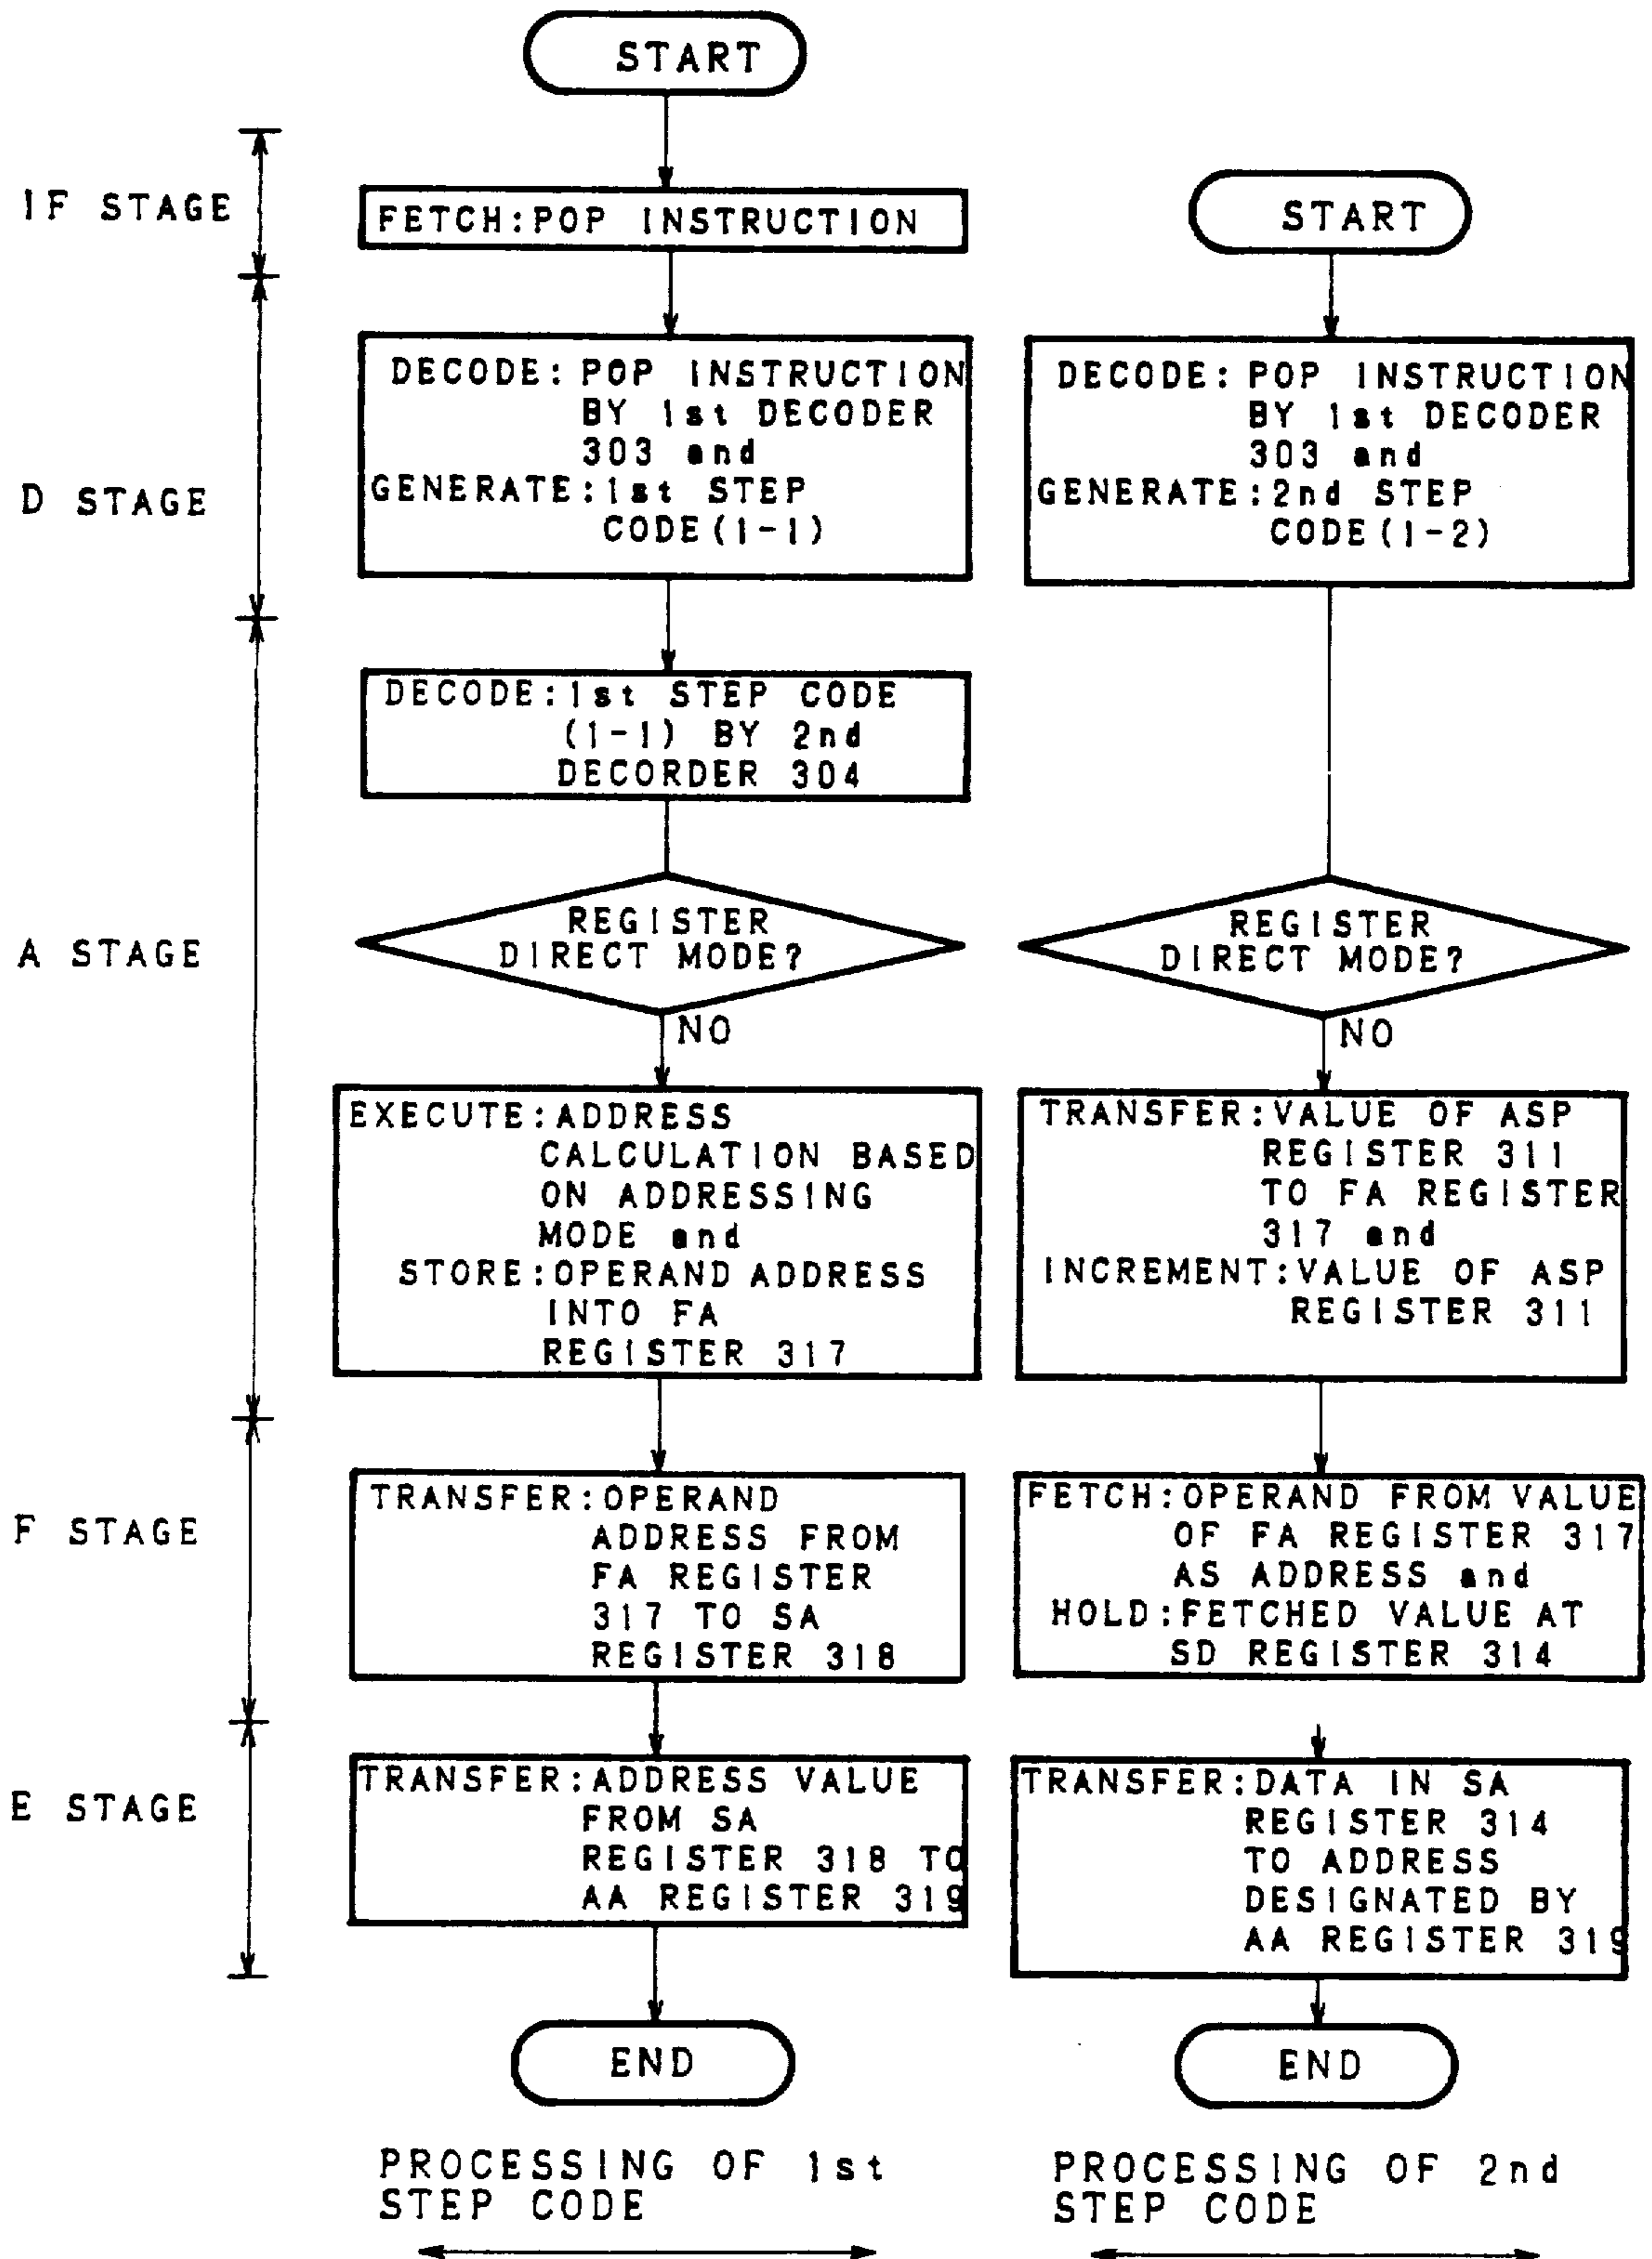 START
IF STAGE
FETCH:POP INSTRUCTION
D STAGE
DECODE: POP INSTRUCTION
BY 1st DECODER
303 and
GENERATE:1st STEP
CODE(1-1)
A STAGE
DECODE:1st STEP CODE
(1-1) BY 2nd
DECORDER 304
REGISTER
DIRECT MODE?
NO
EXECUTE:ADDRESS
CALCULATION BASED
ON ADDRESSING
MODE and
STORE:OPERAND ADDRESS
INTO FA
REGISTER 317
F STAGE
TRANSFER:OPERAND
ADDRESS FROM
FA REGISTER
317 TO SA
REGISTER 318
E STAGE
TRANSFER:ADDRESS VALUE
FROM SA
REGISTER 318 TO
AA REGISTER 319
END
PROCESSING OF 1st
STEP CODE
START
DECODE: POP INSTRUCTION
BY 1st DECODER
303 and
GENERATE:2nd STEP
CODE(1-2)
REGISTER
DIRECT MODE?
NO
TRANSFER:VALUE OF ASP
REGISTER 311
TO FA REGISTER
317 and
INCREMENT:VALUE OF ASP
REGISTER 311
FETCH:OPERAND FROM VALUE
OF FA REGISTER 317
AS ADDRESS and
HOLD:FETCHED VALUE AT
SD REGISTER 314
TRANSFER:DATA IN SA
REGISTER 314
TO ADDRESS
DESIGNATED BY
AA REGISTER 319
END
PROCESSING OF 2nd
STEP CODE